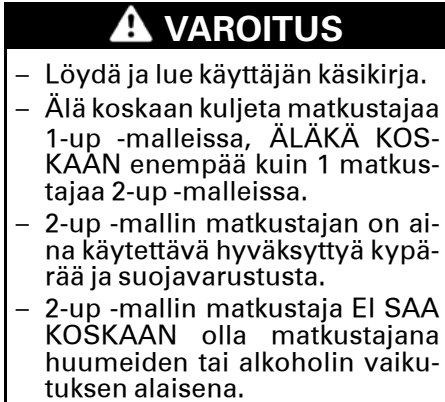 VAROITUS
– Löydä ja lue käyttäjän käsikirja.
– Älä koskaan kuljeta matkustajaa
1-up -malleissa, ÄLÄKÄ KOS-
KAAN enempää kuin 1 matkus-
tajaa 2-up -malleissa.
– 2-up -mallin matkustajan on ai-
na käytettävä hyväksyttyä kypä-
rää ja suojavarustusta.
– 2-up -mallin matkustaja EI SAA
KOSKAAN olla matkustajana
huumeiden tai alkoholin vaiku-
tuksen alaisena.